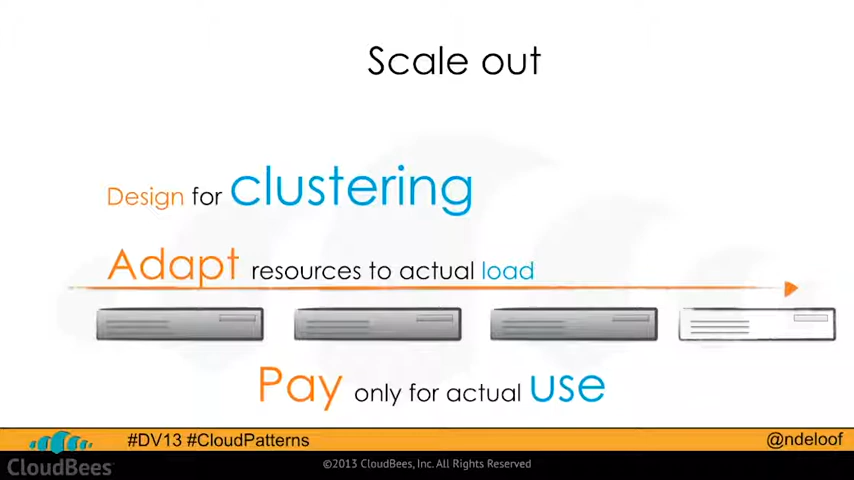 Scale out
Design for clustering
Adapt resources to actual load
Pay only for actual use
#DV13 #CloudPatterns
@ndeloof
CloudBees
©2013 CloudBees, Inc. All Rights Reserved